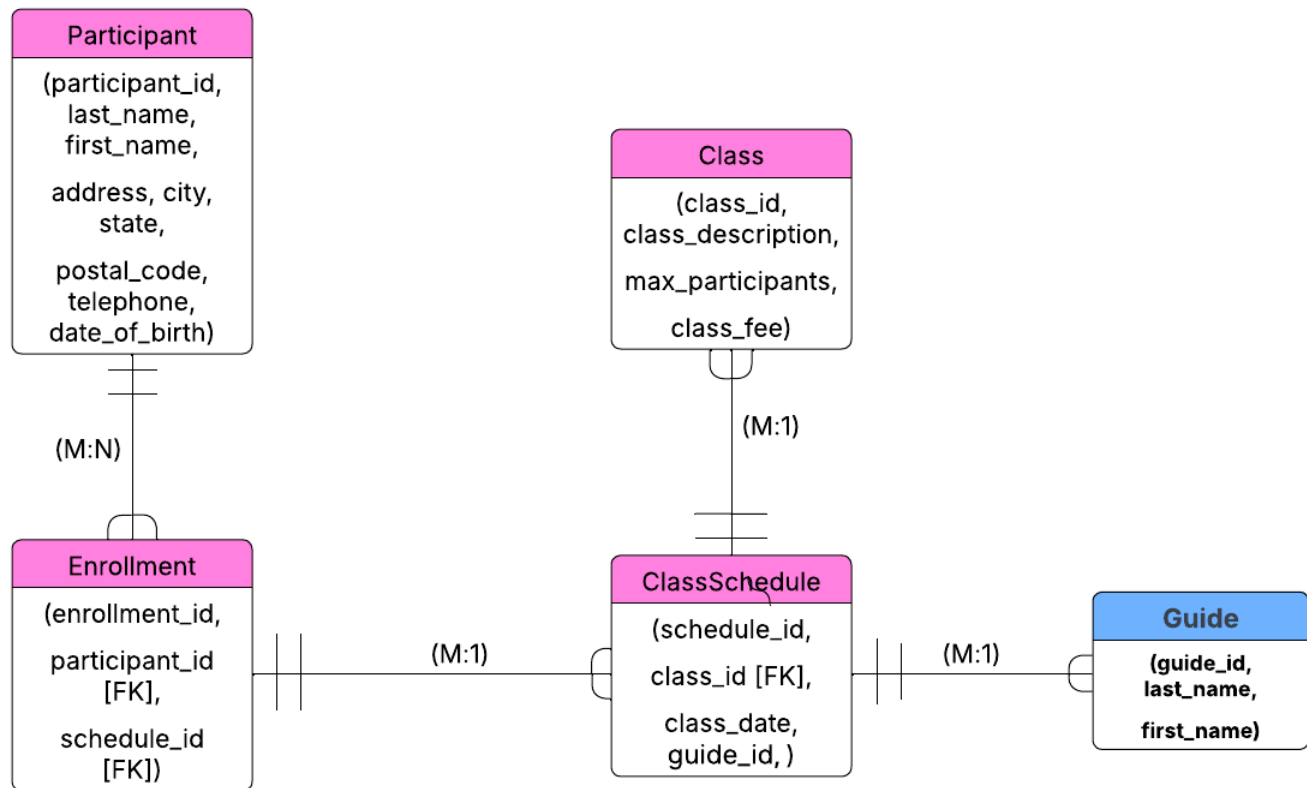 Participant
(participant_id,
last_name,
first_name,
address, city,
state,
postal_code,
telephone,
date_of_birth)
Class
(class_id,
class_description,
max_participants,
class_fee)
(M:N)
(M:1)
Enrollment
(enrollment_id,
participant_id
[FK],
schedule_id
[FK])
(M:1)
ClassSchedule
(schedule_id,
class_id [FK],
class_date,
guide_id, )
(M:1)
Guide
(guide_id,
last_name,
first_name)